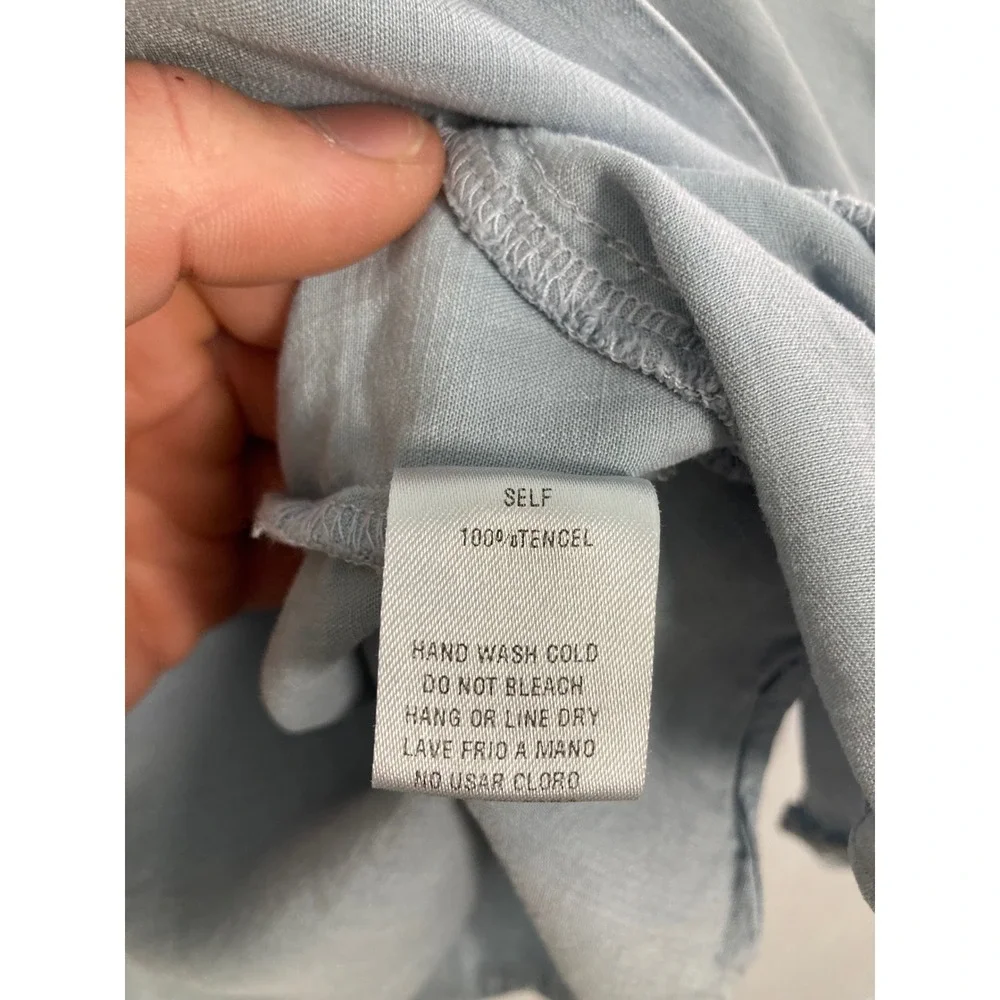 SELF
100%TENCEL
HAND WASH COLD
DO NOT BLEACH
HANG OR LINE DRY
LAVE FRIO A MANO
NO USAR CLORO